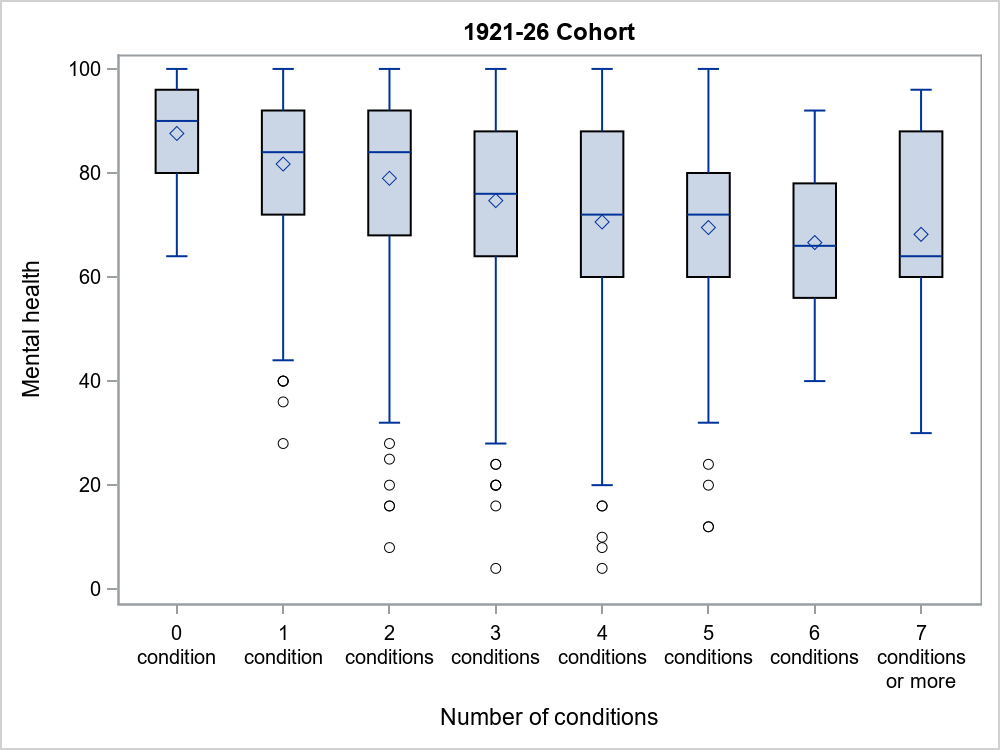 1921-26 Cohort
Mental health
100
80
60
40
20
0
0 condition
1 condition
2 conditions
3 conditions
4 conditions
5 conditions
6 conditions
7 conditions or more
Number of conditions